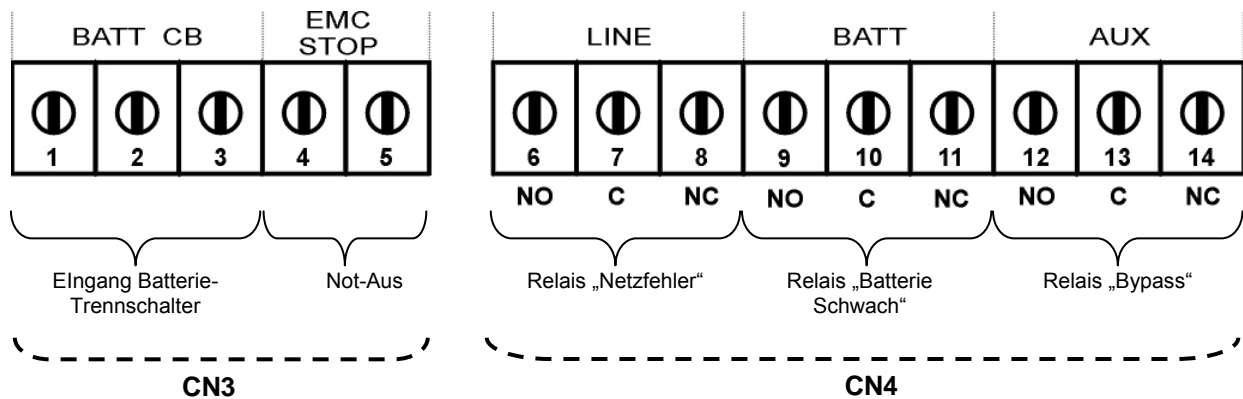 BATT CB
EMC
STOP
LINE
BATT
AUX
1 2 3 4 5
6 7 8 9 10 11 12 13 14
NO C NC NO C NC NO C NC
EIngang Batterie-
Trennschalter
Not-Aus
Relais „Netzfehler“
Relais „Batterie
Schwach“
Relais „Bypass“
CN3
CN4